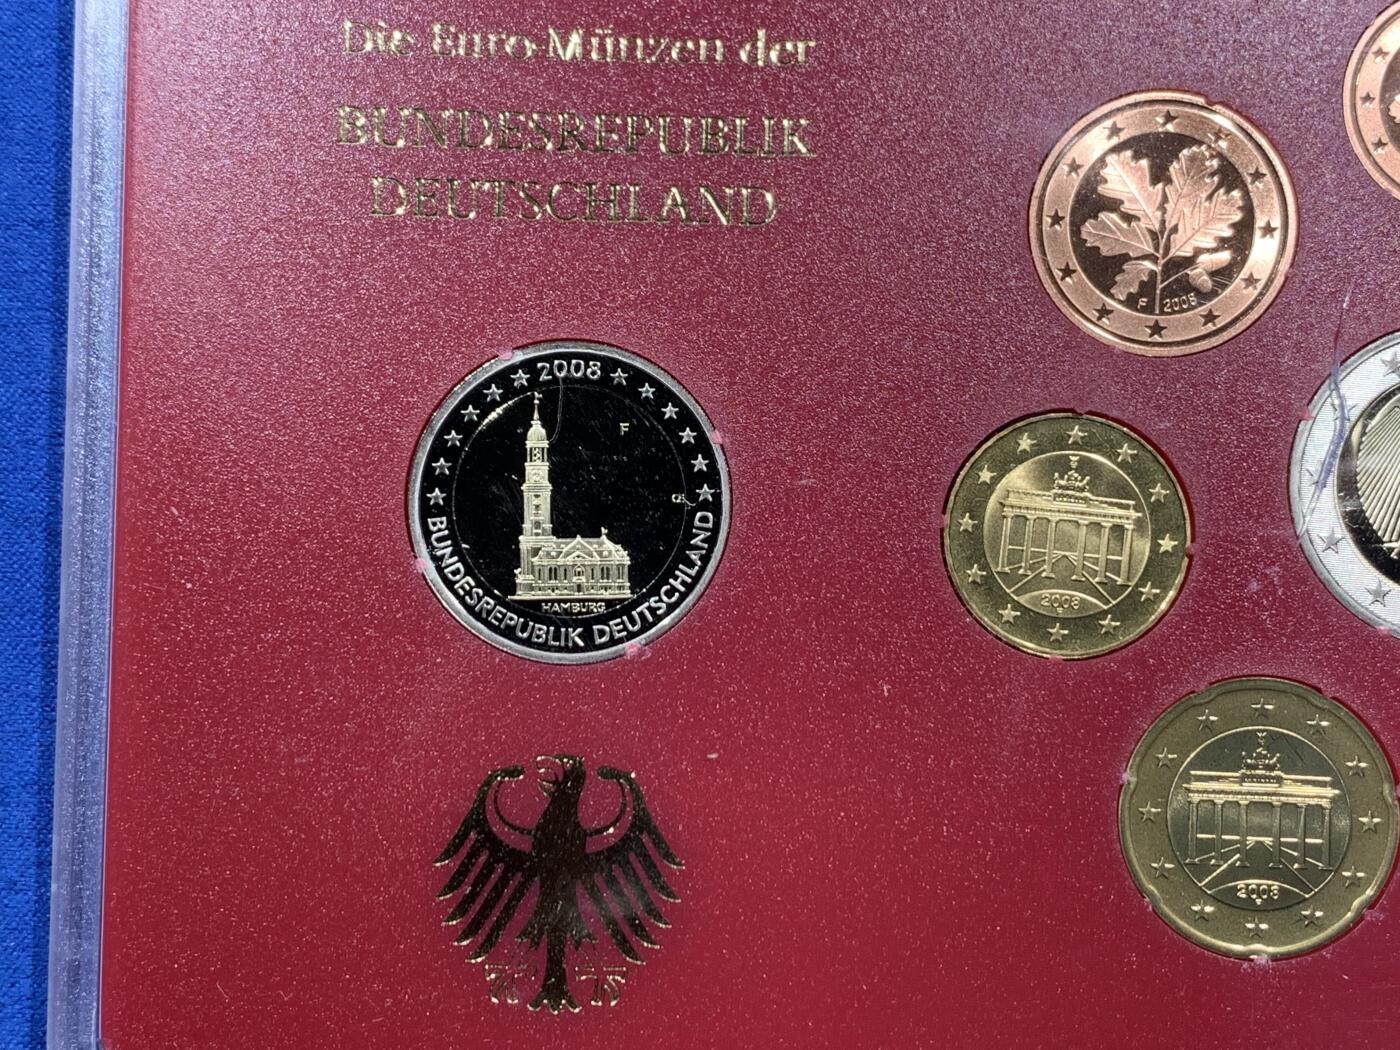 Die Euro-Münzen der
BUNDESREPUBLIK
DEUTSCHLAND
2008
F
HAMBURG
BUNDESREPUBLIK DEUTSCHLAND
F 2008
2008
2008